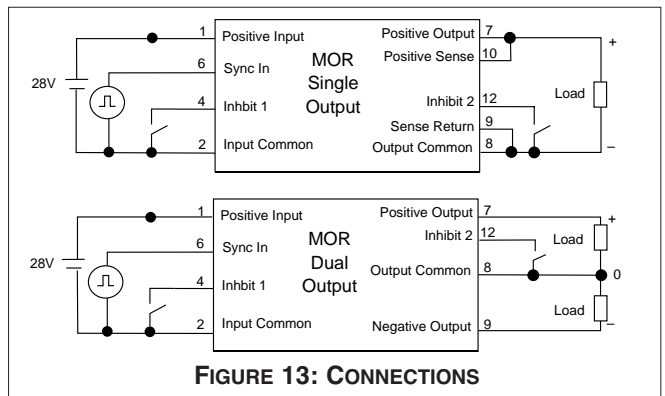 1 Positive Input Positive Output 7
Positive Sense 10
6 Sync In MOR
Single
Output
28V
4 Inhbit 1 Inhibit 2 12
Load
+
–
Sense Return 9
2 Input Common Output Common 8
1 Positive Input Positive Output 7
+
6 Sync In MOR Inhibit 2 12
Dual
Output
Load
28V
4 Inhbit 1 Output Common 8 0
Load
2 Input Common Negative Output 9 –
FIGURE 13: CONNECTIONS